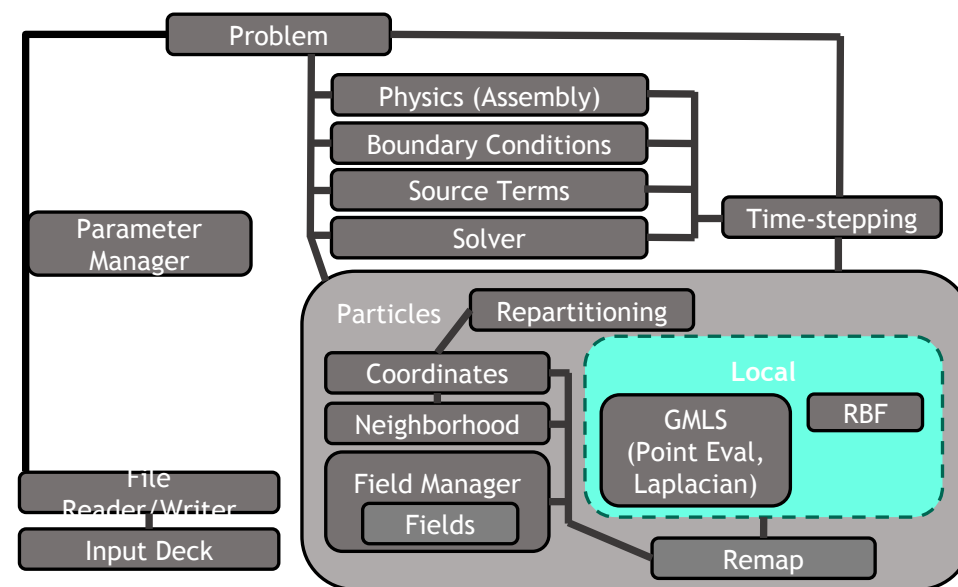 Problem
Physics (Assembly)
Boundary Conditions
Source Terms
Solver
Time-stepping
Parameter
Manager
Particles
Repartitioning
Coordinates
Neighborhood
Field Manager
Fields
Local
GMLS
(Point Eval,
Laplacian)
RBF
Remap
File
Reader/Writer
Input Deck